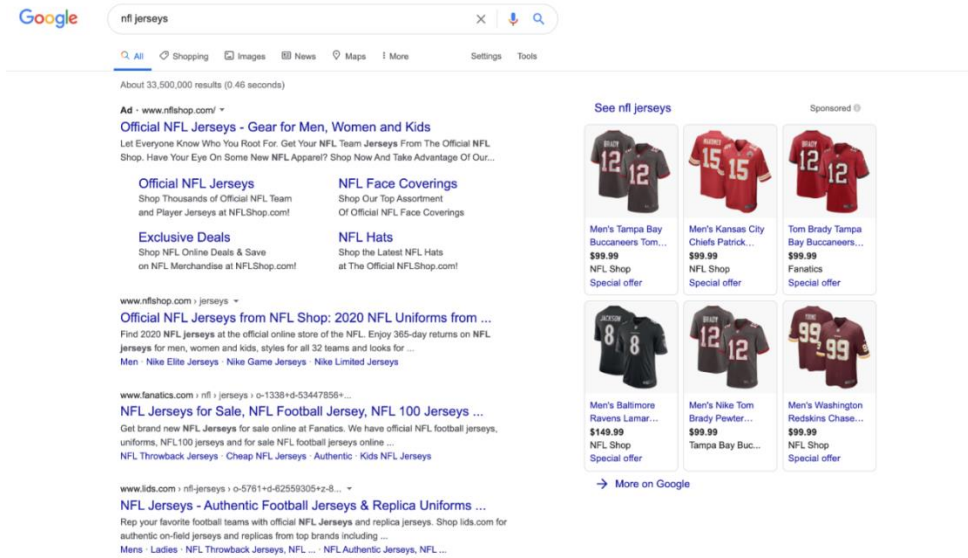 Google
nfl jerseys
All Shopping Images News Maps More Settings Tools
About 33,500,000 results (0.46 seconds)
Ad · www.nflshop.com/
Official NFL Jerseys - Gear for Men, Women and Kids
Let Everyone Know Who You Root For. Get Your NFL Team Jerseys From The Official NFL
Shop. Have Your Eye On Some New NFL Apparel? Shop Now And Take Advantage Of Our...
Official NFL Jerseys
Shop Thousands of Official NFL Team
and Player Jerseys at NFLShop.com!
NFL Face Coverings
Shop Our Top Assortment
Of Official NFL Face Coverings
Exclusive Deals
Shop NFL Online Deals & Save
on NFL Merchandise at NFLShop.com!
NFL Hats
Shop the Latest NFL Hats
at The Official NFLShop.com!
www.nflshop.com › jerseys
Official NFL Jerseys from NFL Shop: 2020 NFL Uniforms from ...
Find 2020 NFL jerseys at the official online store of the NFL. Enjoy 365-day returns on NFL
jerseys for men, women and kids, styles for all 32 teams and looks for ...
Men · Nike Elite Jerseys · Nike Game Jerseys · Nike Limited Jerseys
www.fanatics.com › nfl › jerseys › o-1338+d-53447856+...
NFL Jerseys for Sale, NFL Football Jersey, NFL 100 Jerseys ...
Get brand new NFL Jerseys for sale online at Fanatics. We have official NFL football jerseys,
uniforms, NFL100 jerseys and for sale NFL football jerseys online ...
NFL Throwback Jerseys · Cheap NFL Jerseys · Authentic · Kids NFL Jerseys
www.lids.com › nfl-jerseys › o-5761+d-62559305+z-8...
NFL Jerseys - Authentic Football Jerseys & Replica Uniforms ...
Rep your favorite football teams with official NFL Jerseys and replica jerseys. Shop lids.com for
authentic on-field jerseys and replicas from top brands including ...
Mens · Ladies · NFL Throwback Jerseys, NFL ... · NFL Authentic Jerseys, NFL ...
See nfl jerseys
Sponsored
BRADY
12 12
Men's Tampa Bay
Buccaneers Tom...
$99.99
NFL Shop
Special offer
MAHOMES
15 15
Men's Kansas City
Chiefs Patrick...
$99.99
NFL Shop
Special offer
BRADY
12 12
Tom Brady Tampa
Bay Buccaneers...
$99.99
Fanatics
Special offer
JACKSON
8 8
Men's Baltimore
Ravens Lamar...
$149.99
NFL Shop
Special offer
BRADY
12 12
Men's Nike Tom
Brady Pewter...
$99.99
Tampa Bay Buc...
YOUNG
99 99
Men's Washington
Redskins Chase...
$99.99
NFL Shop
Special offer
More on Google